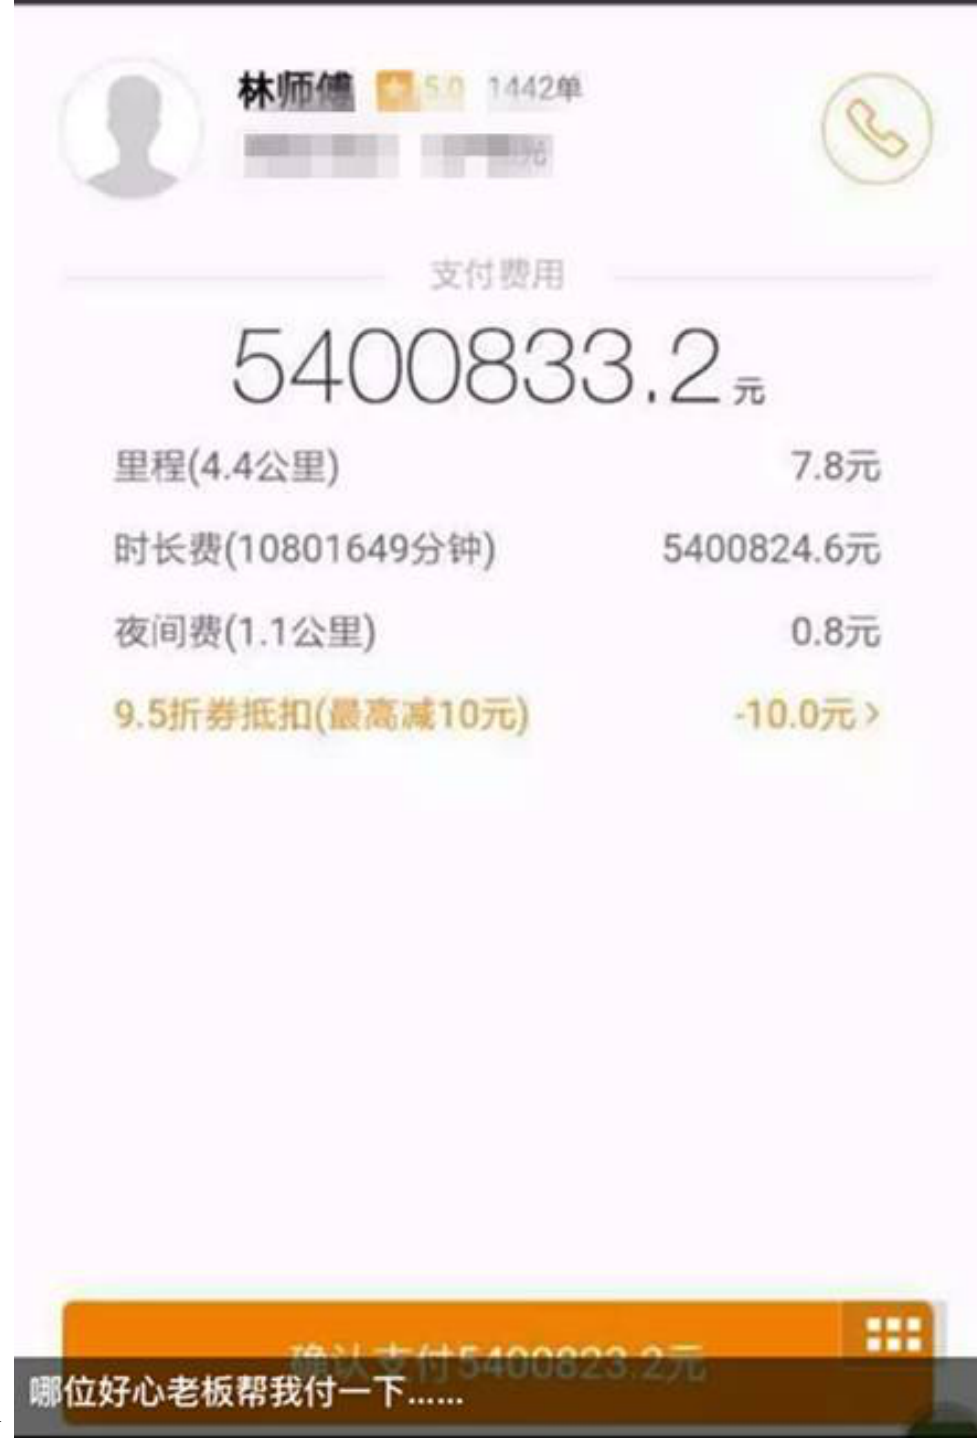 林师傅 5.0 1442单
支付费用
5400833.2元
里程(4.4公里) 7.8元
时长费(10801649分钟) 5400824.6元
夜间费(1.1公里) 0.8元
9.5折券抵扣(最高减10元) -10.0元 >
确认支付5400823.2元
哪位好心老板帮我付一下......